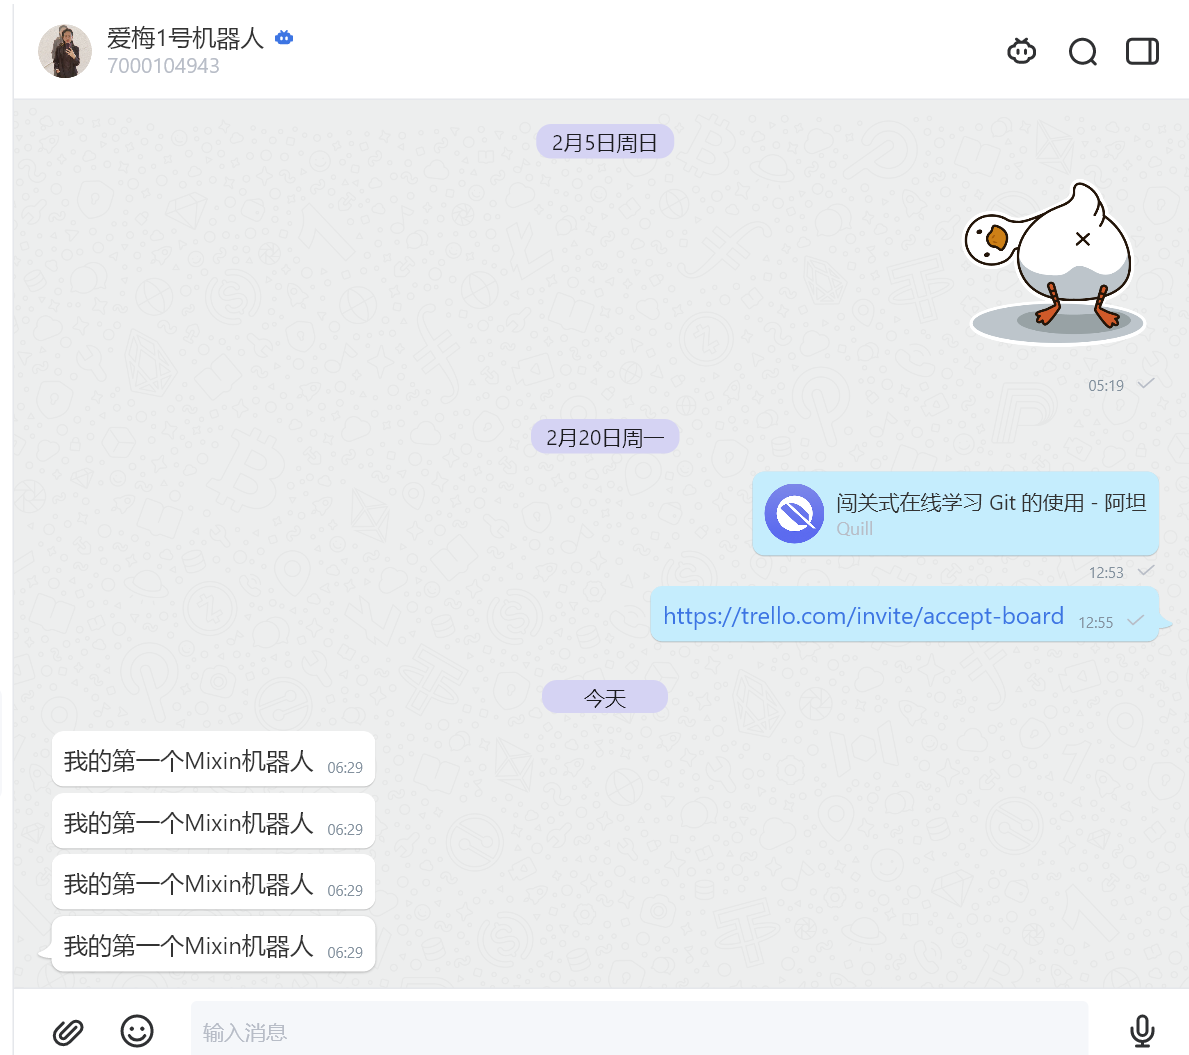 爱梅1号机器人
7000104943
2月5日周日
05:19
2月20日周一
闯关式在线学习 Git 的使用 - 阿坦
Quill
12:53
https://trello.com/invite/accept-board 12:55
今天
我的第一个Mixin机器人 06:29
我的第一个Mixin机器人 06:29
我的第一个Mixin机器人 06:29
我的第一个Mixin机器人 06:29
输入消息